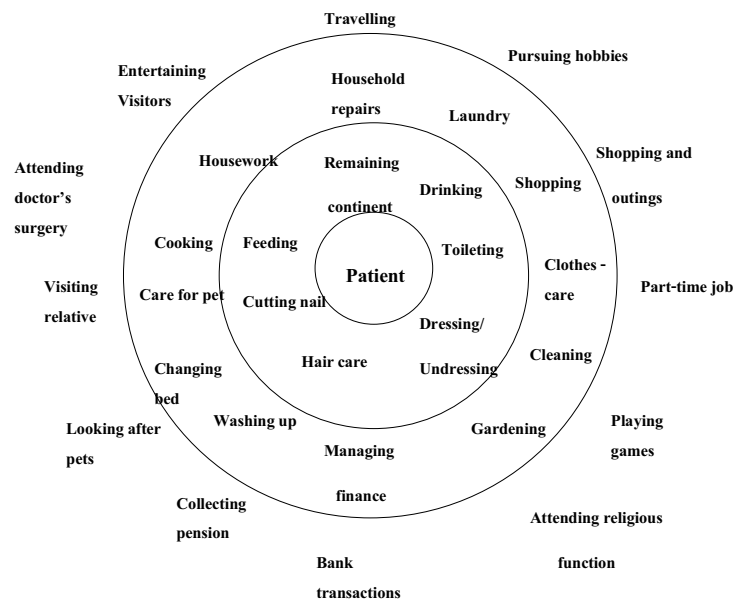 Travelling
Pursuing hobbies
Entertaining
Visitors
Household
repairs
Laundry
Attending
doctor's
surgery
Housework
Remaining
continent
Drinking
Shopping
Shopping and
outings
Cooking
Feeding
Toileting
Patient
Clothes -
care
Visiting
relative
Care for pet
Cutting nail
Part-time job
Dressing/
Undressing
Hair care
Cleaning
Changing
bed
Looking after
pets
Washing up
Managing
finance
Gardening
Playing
games
Collecting
pension
Attending religious
function
Bank
transactions